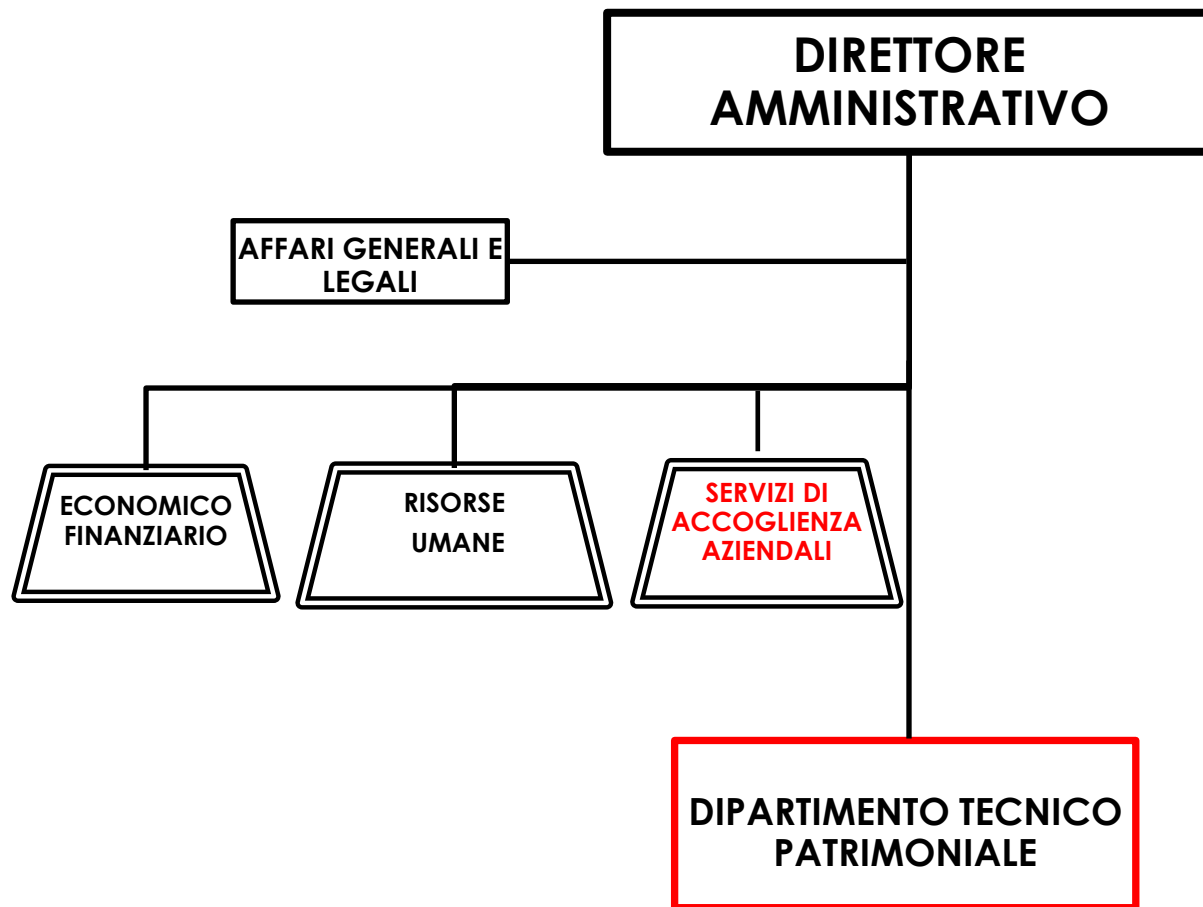 DIRETTORE
AMMINISTRATIVO
AFFARI GENERALI E
LEGALI
ECONOMICO
FINANZIARIO
RISORSE
UMANE
SERVIZI DI
ACCOGLIENZA
AZIENDALI
DIPARTIMENTO TECNICO
PATRIMONIALE